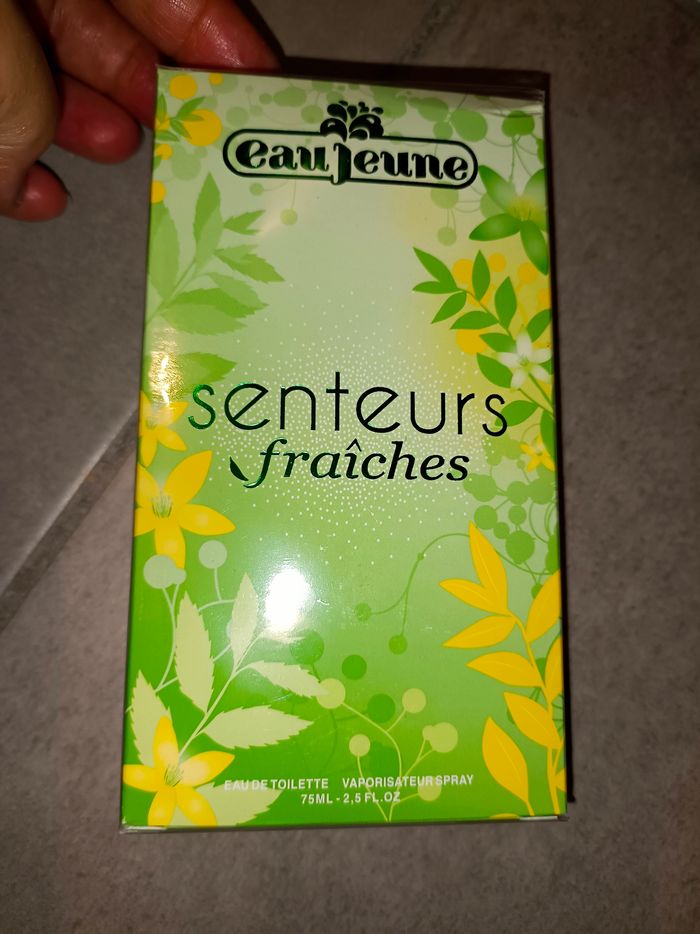 eau jeune
senteurs
fraîches
EAU DE TOILETTE VAPORISATEUR SPRAY
75ML - 2,5 FL.OZ